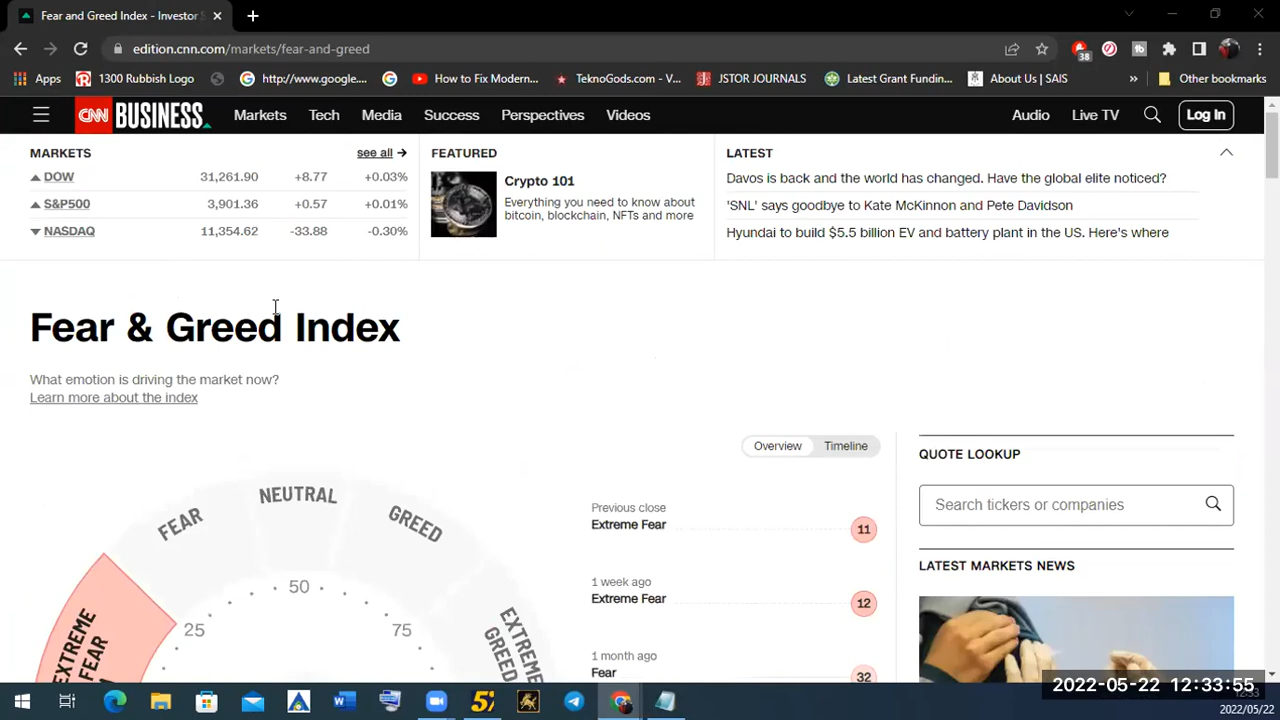 Fear and Greed Index - Investor S
edition.cnn.com/markets/fear-and-greed
38
Apps
1300 Rubbish Logo
http://www.google....
How to Fix Modern...
TeknoGods.com - V...
JSTOR JOURNALS
Latest Grant Fundin...
About Us | SAIS
»
Other bookmarks
CNN BUSINESS
Markets
Tech
Media
Success
Perspectives
Videos
Audio
Live TV
Log In
MARKETS
see all →
DOW 31,261.90 +8.77 +0.03%
S&P500 3,901.36 +0.57 +0.01%
NASDAQ 11,354.62 -33.88 -0.30%
FEATURED
Crypto 101
Everything you need to know about
bitcoin, blockchain, NFTs and more
LATEST
Davos is back and the world has changed. Have the global elite noticed?
'SNL' says goodbye to Kate McKinnon and Pete Davidson
Hyundai to build $5.5 billion EV and battery plant in the US. Here's where
Fear & Greed Index
What emotion is driving the market now?
Learn more about the index
Overview
Timeline
EXTREME
FEAR
FEAR
NEUTRAL
GREED
EXTREME
GREED
25
50
75
Previous close
Extreme Fear 11
1 week ago
Extreme Fear 12
1 month ago
Fear 32
QUOTE LOOKUP
Search tickers or companies
LATEST MARKETS NEWS
2022-05-22 12:33:55
12:33
2022/05/22